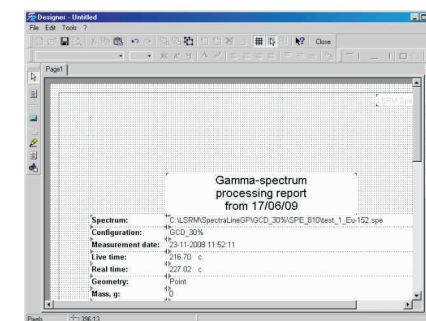 Designer - Untitled
File Edit Tools ?
Close
Page1
Gamma-spectrum
processing report
from 17/06/09
Spectrum: C:\LSRM\SpectraLineGP\GCD_30%\SPE_810\test_1_Eu-152.spe
Configuration: GCD_30%
Measurement date: 23-11-2008 11:52:11
Live time: 216.70 c.
Real time: 227.02 c.
Geometry: Point
Mass, g: 0